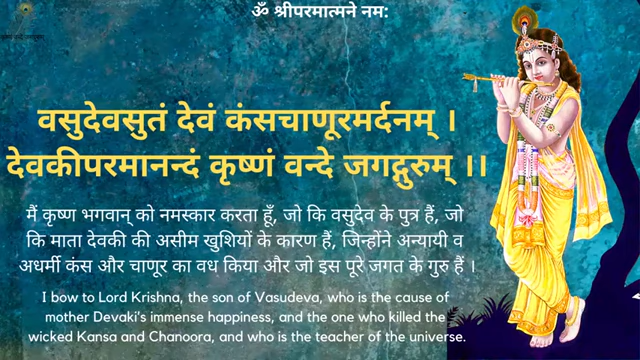 ॐ श्रीपरमात्मने नम:
वसुदेवसुतं देवं कंसचाणूरमर्दनम् ।
देवकीपरमानन्दं कृष्णं वन्दे जगद्गुरुम् ।।
मैं कृष्ण भगवान् को नमस्कार करता हूँ, जो कि वसुदेव के पुत्र हैं, जो
कि माता देवकी की असीम खुशियों के कारण हैं, जिन्होंने अन्यायी व
अधर्मी कंस और चाणूर का वध किया और जो इस पूरे जगत के गुरु हैं ।
I bow to Lord Krishna, the son of Vasudeva, who is the cause of
mother Devaki's immense happiness, and the one who killed the
wicked Kansa and Chanoora, and who is the teacher of the universe.